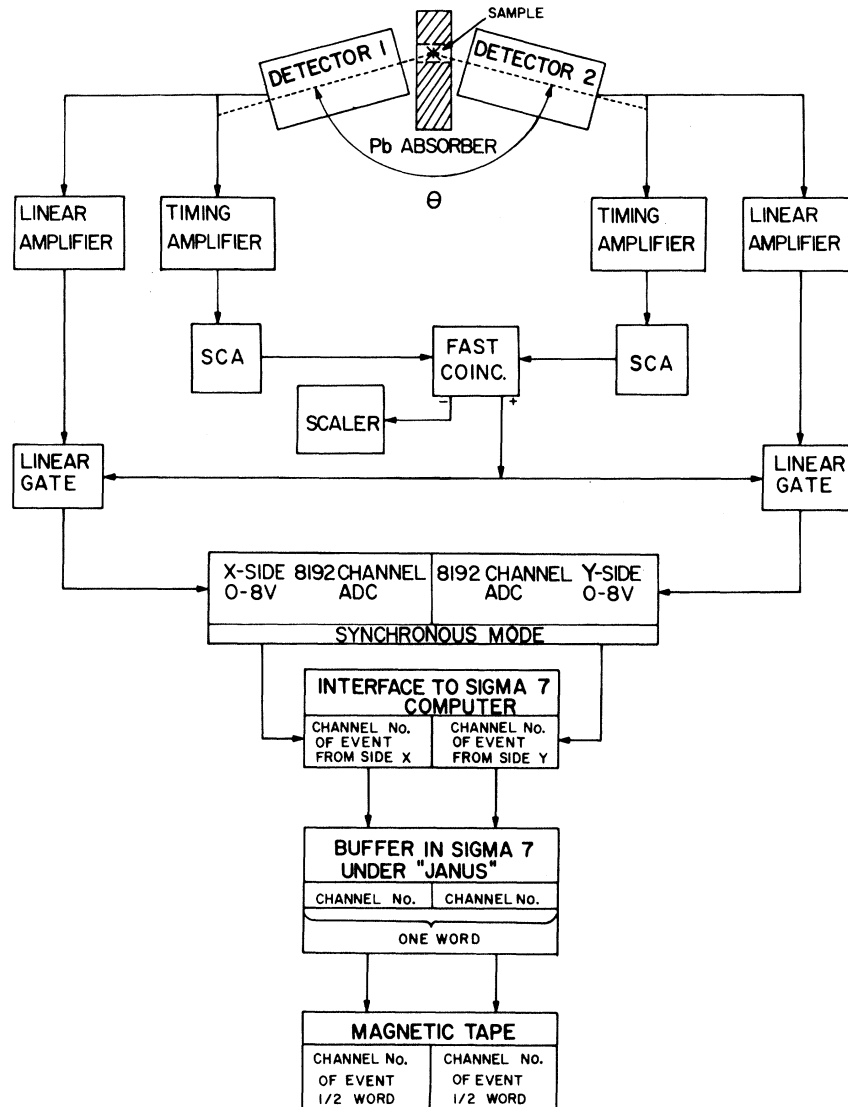 SAMPLE
DETECTOR 1
DETECTOR 2
Pb ABSORBER
θ
LINEAR
AMPLIFIER
TIMING
AMPLIFIER
TIMING
AMPLIFIER
LINEAR
AMPLIFIER
SCA
FAST
COINC.
SCA
- +
SCALER
LINEAR
GATE
LINEAR
GATE
X-SIDE 8192 CHANNEL
0-8V ADC
8192 CHANNEL Y-SIDE
ADC 0-8V
SYNCHRONOUS MODE
INTERFACE TO SIGMA 7
COMPUTER
CHANNEL No.
OF EVENT
FROM SIDE X
CHANNEL No.
OF EVENT
FROM SIDE Y
BUFFER IN SIGMA 7
UNDER "JANUS"
CHANNEL No.
CHANNEL No.
ONE WORD
MAGNETIC TAPE
CHANNEL No.
OF EVENT
1/2 WORD
CHANNEL No.
OF EVENT
1/2 WORD